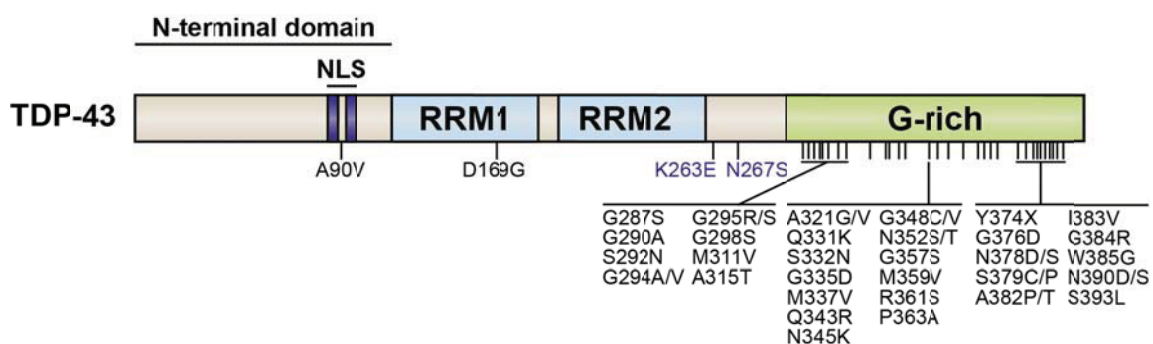 N-terminal domain
NLS
TDP-43
RRM1
RRM2
G-rich
A90V
D169G
K263E
N267S
G287S G295R/S
G290A G298S
S292N M311V
G294A/V A315T
A321G/V G348C/V
Q331K N352S/T
S332N G357S
G335D M359V
M337V R361S
Q343R P363A
N345K
Y374X I383V
G376D G384R
N378D/S W385G
S379C/P N390D/S
A382P/T S393L